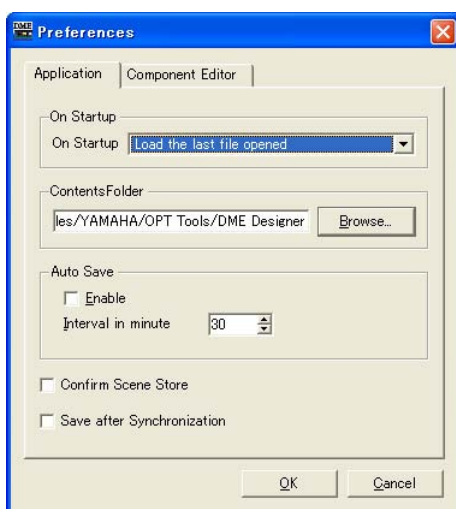 DME
Preferences
Application Component Editor
On Startup
On Startup Load the last file opened
ContentsFolder
les/YAMAHA/OPT Tools/DME Designer Browse...
Auto Save
Enable
Interval in minute 30
Confirm Scene Store
Save after Synchronization
OK Cancel